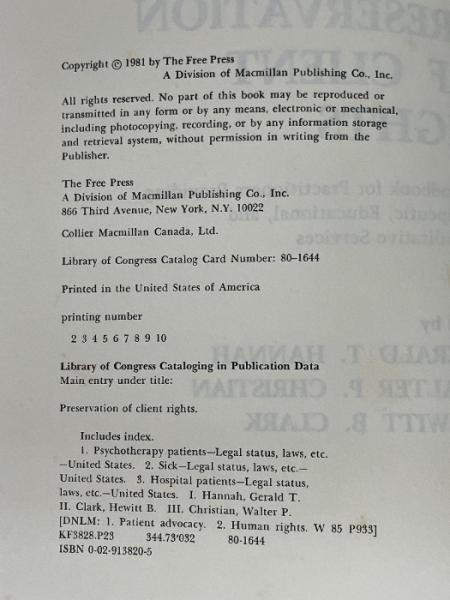 Copyright © 1981 by The Free Press
A Division of Macmillan Publishing Co., Inc.
All rights reserved. No part of this book may be reproduced or
transmitted in any form or by any means, electronic or mechanical,
including photocopying, recording, or by any information storage
and retrieval system, without permission in writing from the
Publisher.
The Free Press
A Division of Macmillan Publishing Co., Inc.
866 Third Avenue, New York, N.Y. 10022
Collier Macmillan Canada, Ltd.
Library of Congress Catalog Card Number: 80-1644
Printed in the United States of America
printing number
2 3 4 5 6 7 8 9 10
Library of Congress Cataloging in Publication Data
Main entry under title:
Preservation of client rights.
Includes index.
1. Psychotherapy patients—Legal status, laws, etc.
—United States. 2. Sick—Legal status, laws, etc.—
United States. 3. Hospital patients—Legal status,
laws, etc.—United States. I. Hannah, Gerald T.
II. Clark, Hewitt B. III. Christian, Walter P.
[DNLM: 1. Patient advocacy. 2. Human rights. W 85 P933]
KF3828.P23 344.73'032 80-1644
ISBN 0-02-913820-5